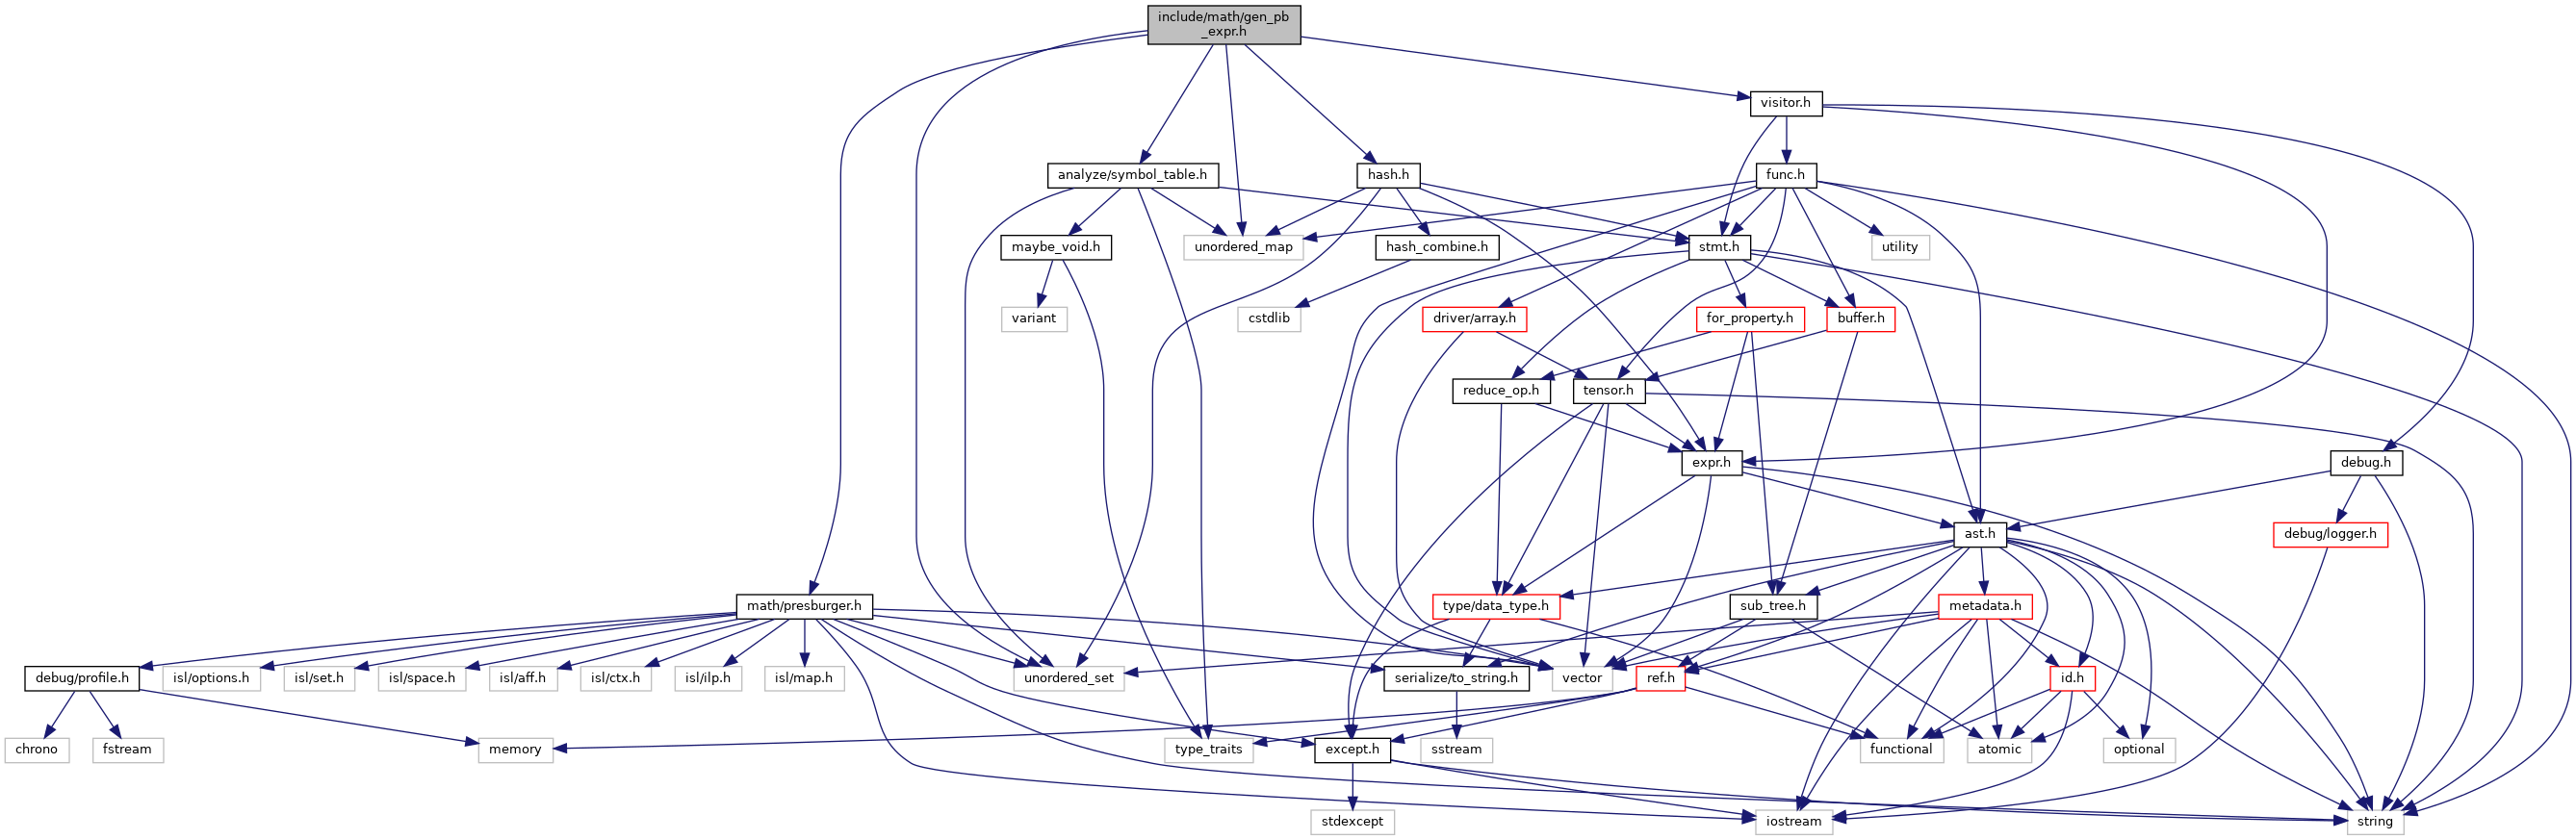 include/math/gen_pb
_expr.h
visitor.h
analyze/symbol_table.h
hash.h
func.h
maybe_void.h
unordered_map
hash_combine.h
stmt.h
utility
variant
cstdlib
driver/array.h
for_property.h
buffer.h
reduce_op.h
tensor.h
expr.h
debug.h
ast.h
debug/logger.h
math/presburger.h
type/data_type.h
sub_tree.h
metadata.h
debug/profile.h
isl/options.h
isl/set.h
isl/space.h
isl/aff.h
isl/ctx.h
isl/ilp.h
isl/map.h
unordered_set
serialize/to_string.h
vector
ref.h
id.h
chrono
fstream
memory
type_traits
except.h
sstream
functional
atomic
optional
stdexcept
iostream
string